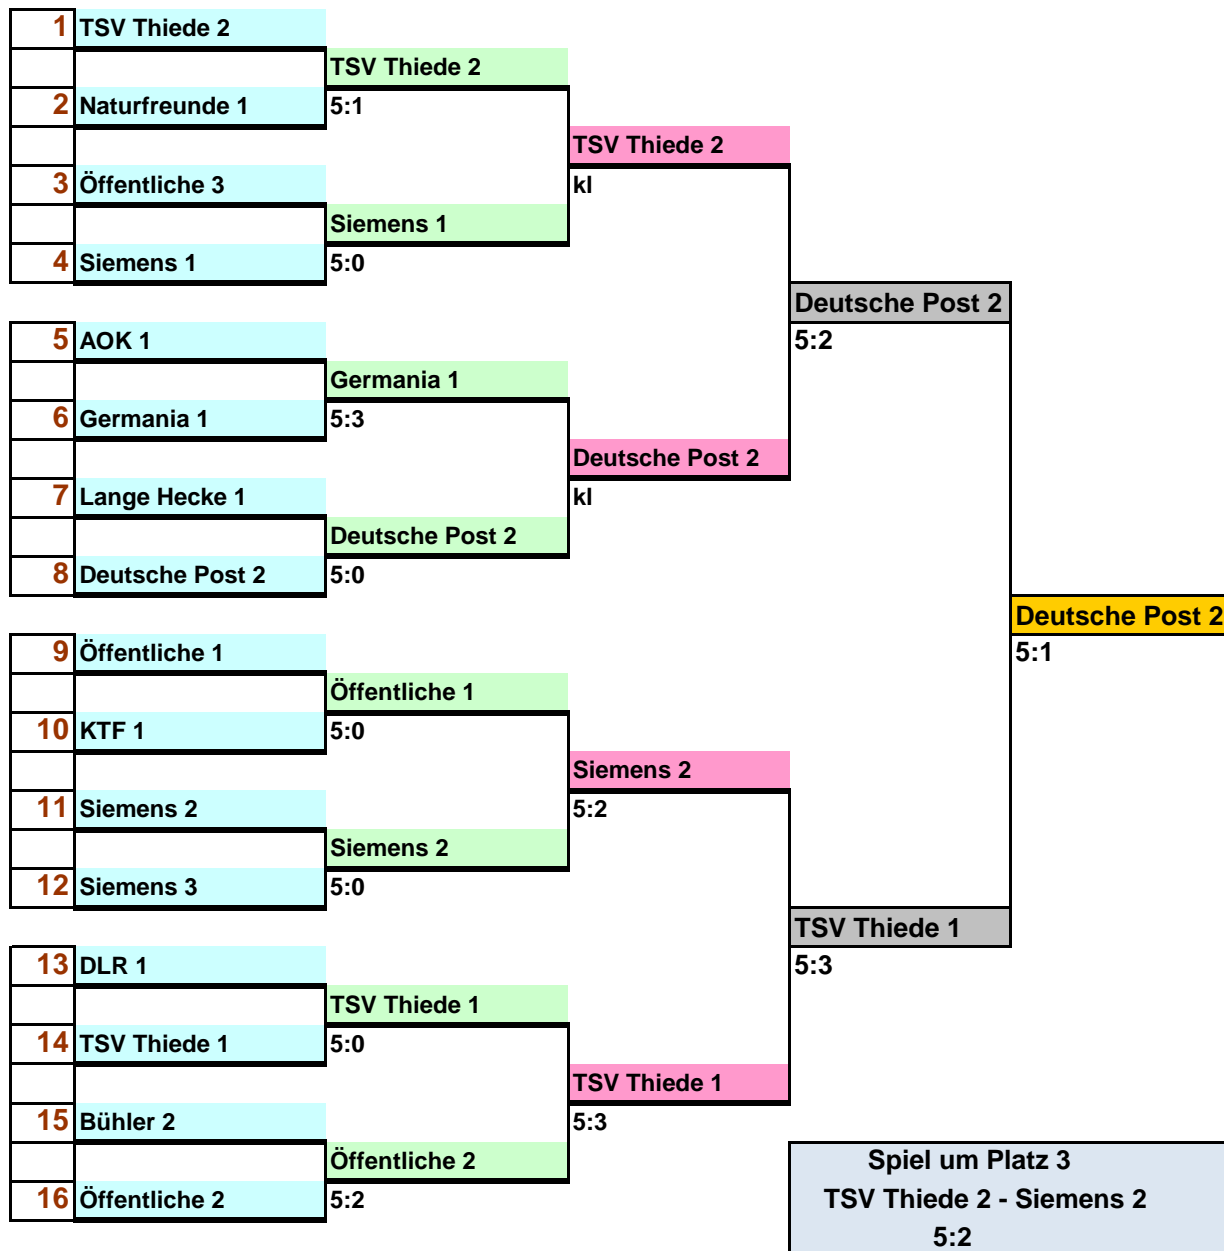 1 TSV Thiede 2
TSV Thiede 2
2 Naturfreunde 1 5:1
TSV Thiede 2
3 Öffentliche 3 kl
Siemens 1
4 Siemens 1 5:0
Deutsche Post 2
5 AOK 1 5:2
Germania 1
6 Germania 1 5:3
Deutsche Post 2
7 Lange Hecke 1 kl
Deutsche Post 2
8 Deutsche Post 2 5:0
Deutsche Post 2
9 Öffentliche 1 5:1
Öffentliche 1
10 KTF 1 5:0
Siemens 2
11 Siemens 2 5:2
Siemens 2
12 Siemens 3 5:0
TSV Thiede 1
13 DLR 1 5:3
TSV Thiede 1
14 TSV Thiede 1 5:0
TSV Thiede 1
15 Bühler 2 5:3
Öffentliche 2 Spiel um Platz 3
16 Öffentliche 2 5:2 TSV Thiede 2 - Siemens 2
5:2